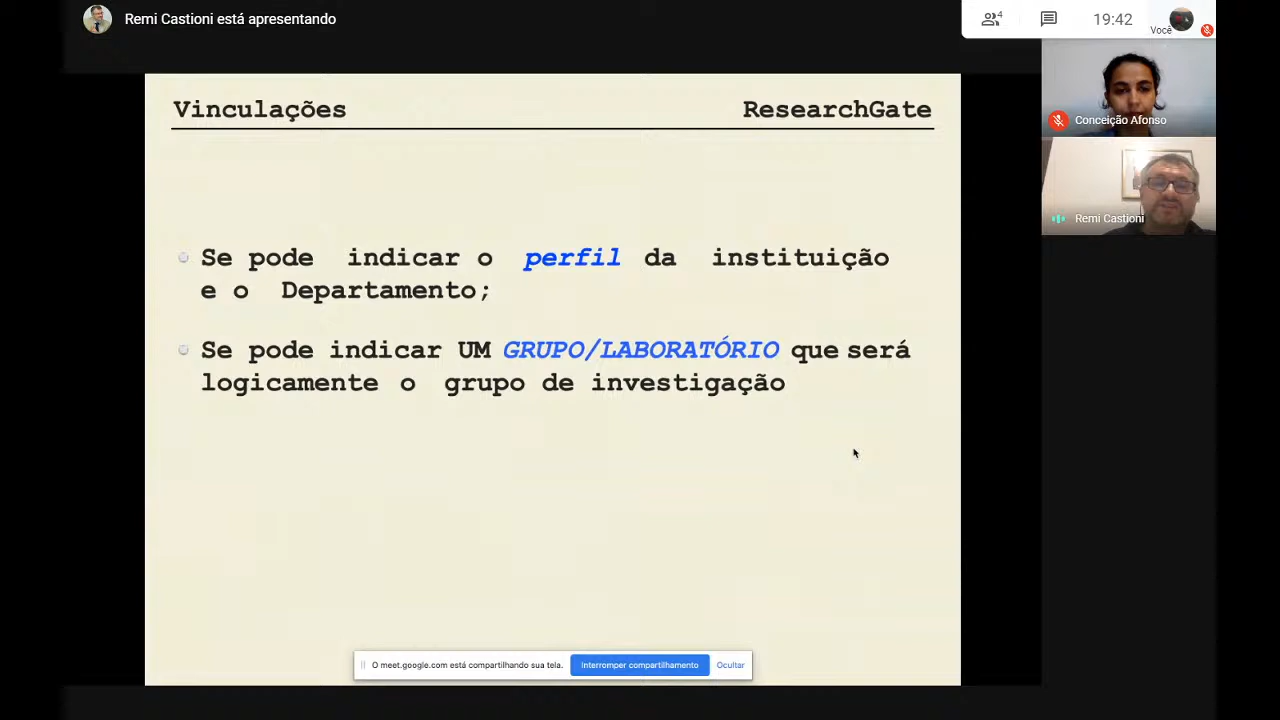 Remi Castioni está apresentando
4
19:42
Você
Conceição Afonso
Remi Castioni
Vinculações ResearchGate
Se pode indicar o perfil da instituição
e o Departamento;
Se pode indicar UM GRUPO/LABORATÓRIO que será
logicamente o grupo de investigação
O meet.google.com está compartilhando sua tela. Interromper compartilhamento Ocultar